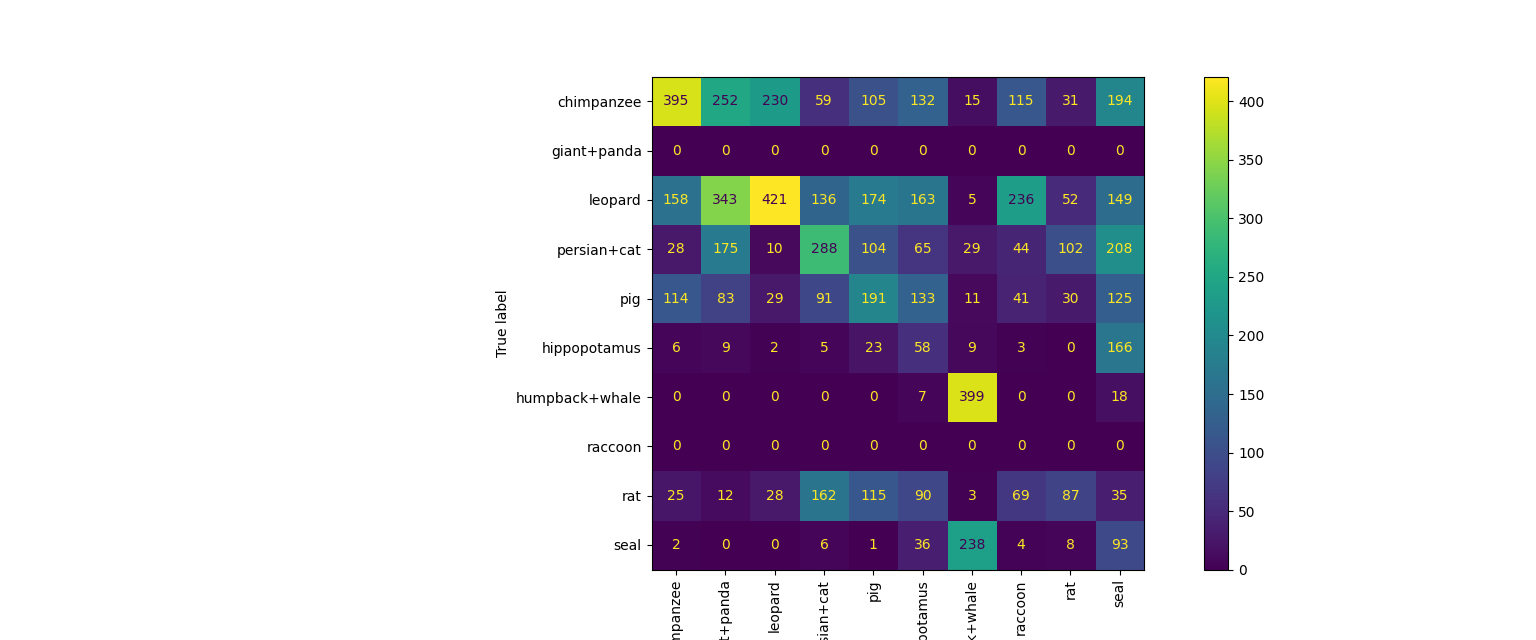 chimpanzee 395 252 230 59 105 132 15 115 31 194
giant+panda 0 0 0 0 0 0 0 0 0 0
leopard 158 343 421 136 174 163 5 236 52 149
persian+cat 28 175 10 288 104 65 29 44 102 208
pig 114 83 29 91 191 133 11 41 30 125
hippopotamus 6 9 2 5 23 58 9 3 0 166
humpback+whale 0 0 0 0 0 7 399 0 0 18
raccoon 0 0 0 0 0 0 0 0 0 0
rat 25 12 28 162 115 90 3 69 87 35
seal 2 0 0 6 1 36 238 4 8 93
True label
mpanzee
t+panda
leopard
sian+cat
pig
potamus
k+whale
raccoon
rat
seal
400
350
300
250
200
150
100
50
0